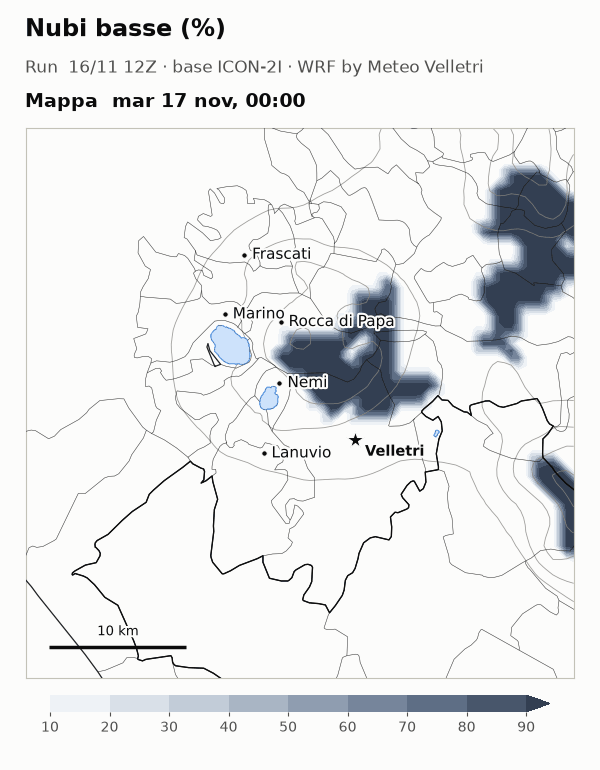 Nubi basse (%)
Run  16/11 12Z · base ICON-2I · WRF by Meteo Velletri
Mappa  mar 17 nov, 00:00
Frascati
Marino
Rocca di Papa
Nemi
Velletri
Lanuvio
10 km
10 20 30 40 50 60 70 80 90